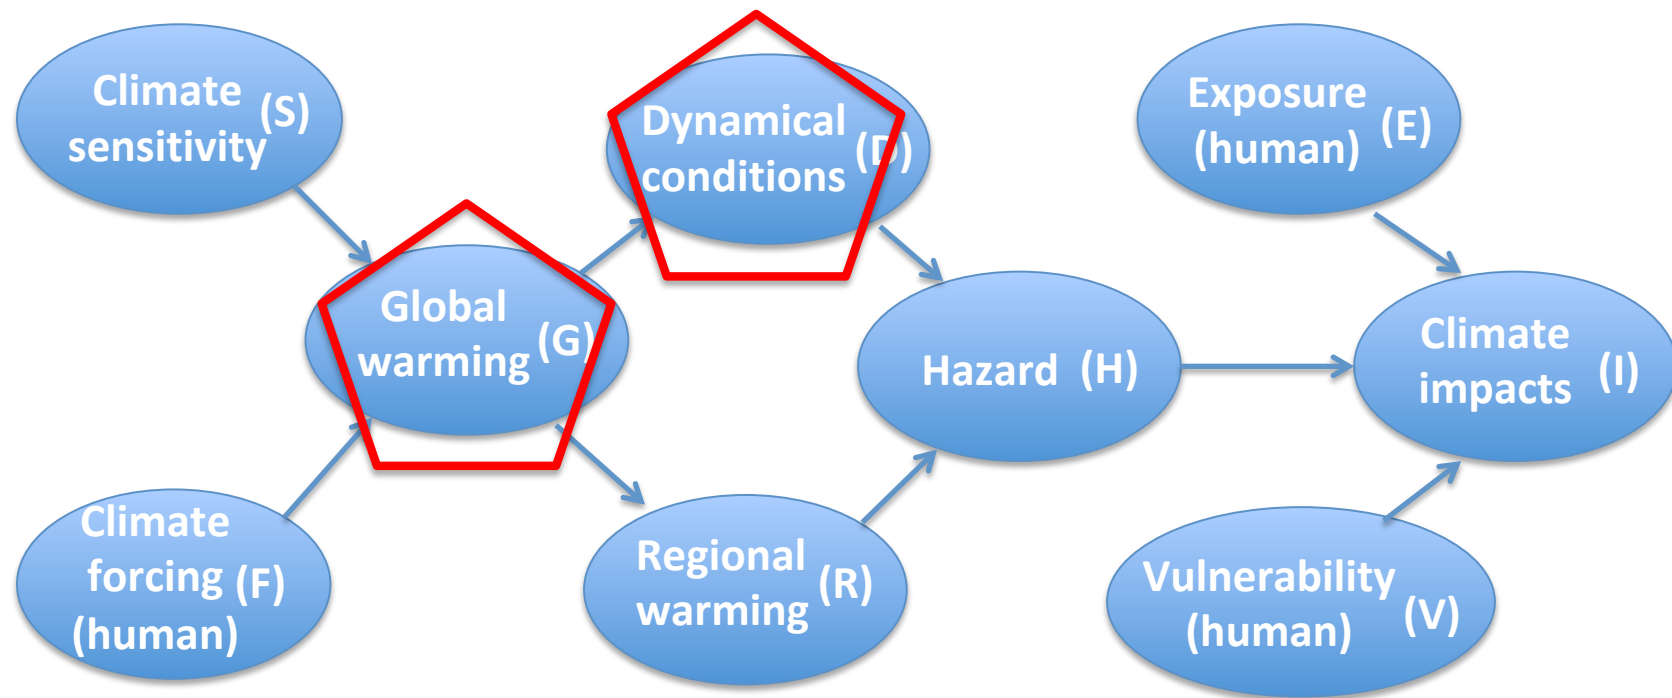 Climate
sensitivity (S)
Dynamical
conditions (D)
Exposure
(human) (E)
Global
warming (G)
Hazard (H)
Climate
impacts (I)
Climate
forcing (F)
(human)
Regional
warming (R)
Vulnerability
(human) (V)